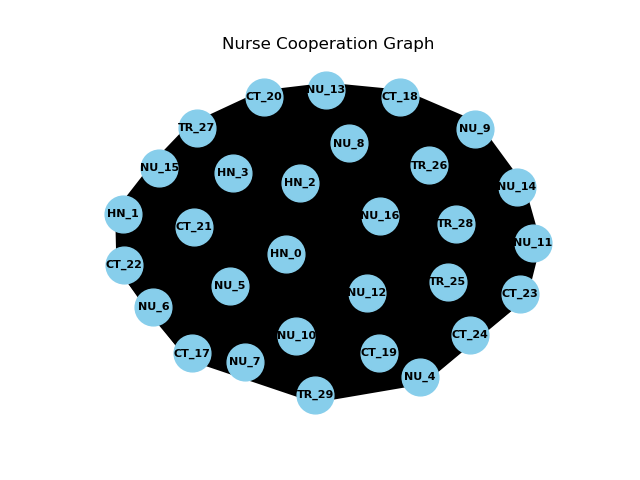 Nurse Cooperation Graph
NU_13
CT_20
CT_18
TR_27
NU_9
NU_8
TR_26
NU_15
HN_3
HN_2
NU_14
HN_1
NU_16
TR_28
CT_21
NU_11
HN_0
CT_22
TR_25
NU_5
NU_12
CT_23
NU_6
NU_10
CT_24
CT_17
CT_19
NU_7
NU_4
TR_29